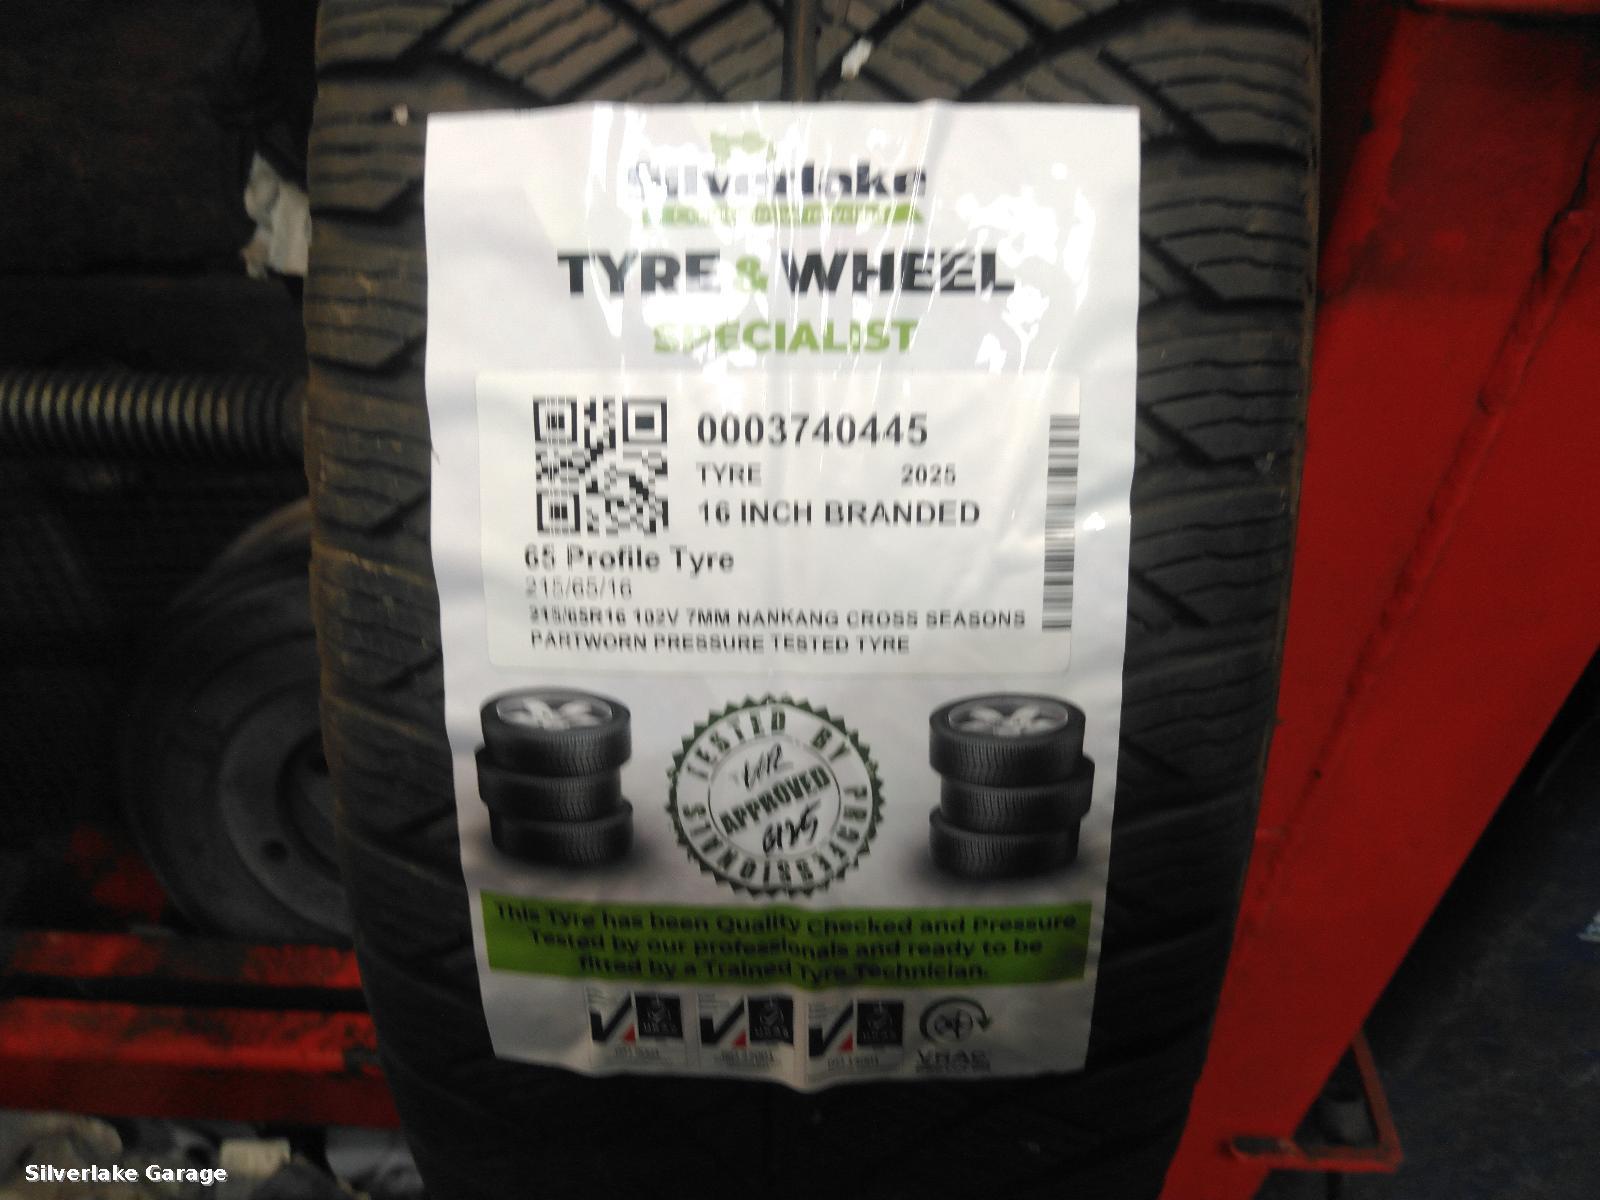 Silverlake
TYRE & WHEEL
SPECIALIST
0003740445
TYRE 2025
16 INCH BRANDED
65 Profile Tyre
215/65/16
215/65R16 102V 7MM NANKANG CROSS SEASONS
PARTWORN PRESSURE TESTED TYRE
TESTED BY PROFESSIONALS
APPROVED
This Tyre has been Quality Checked and Pressure
Tested by our professionals and ready to be
fitted by a Trained Tyre Technician.
VRAC
Silverlake Garage